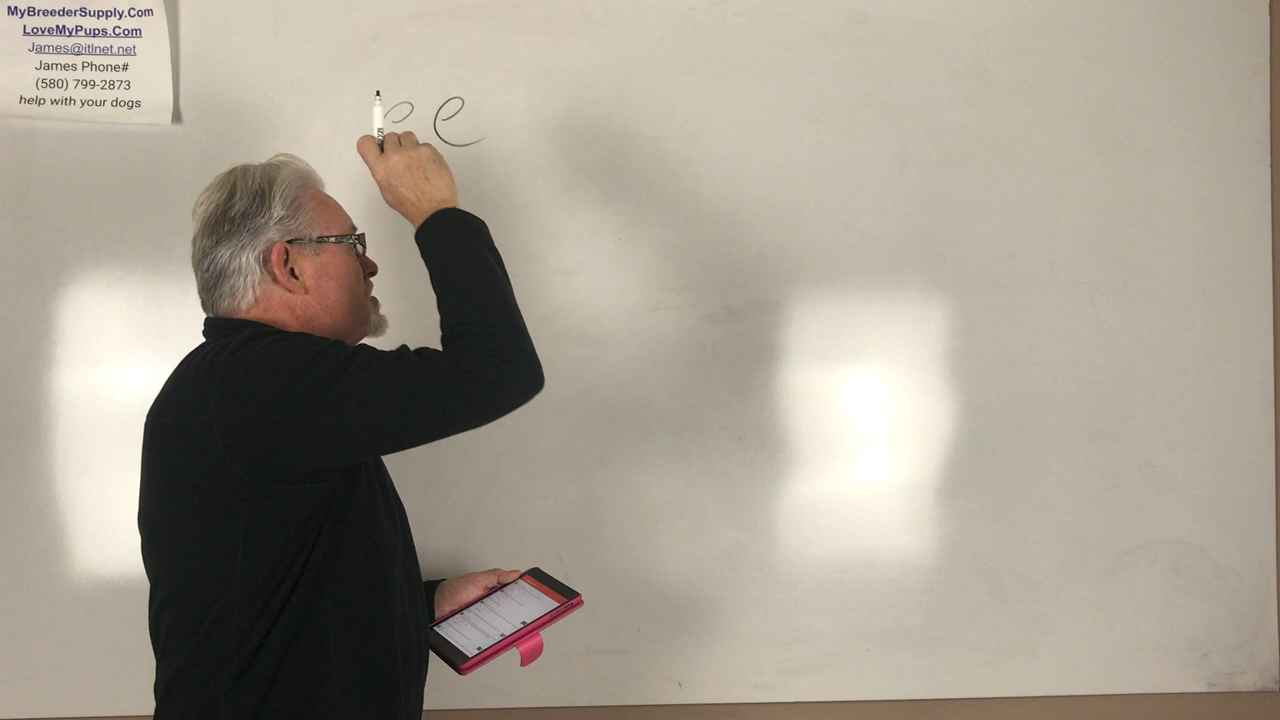 MyBreederSupply.Com
LoveMyPups.Com
James@itlnet.net
James Phone#
(580) 799-2873
help with your dogs
e e